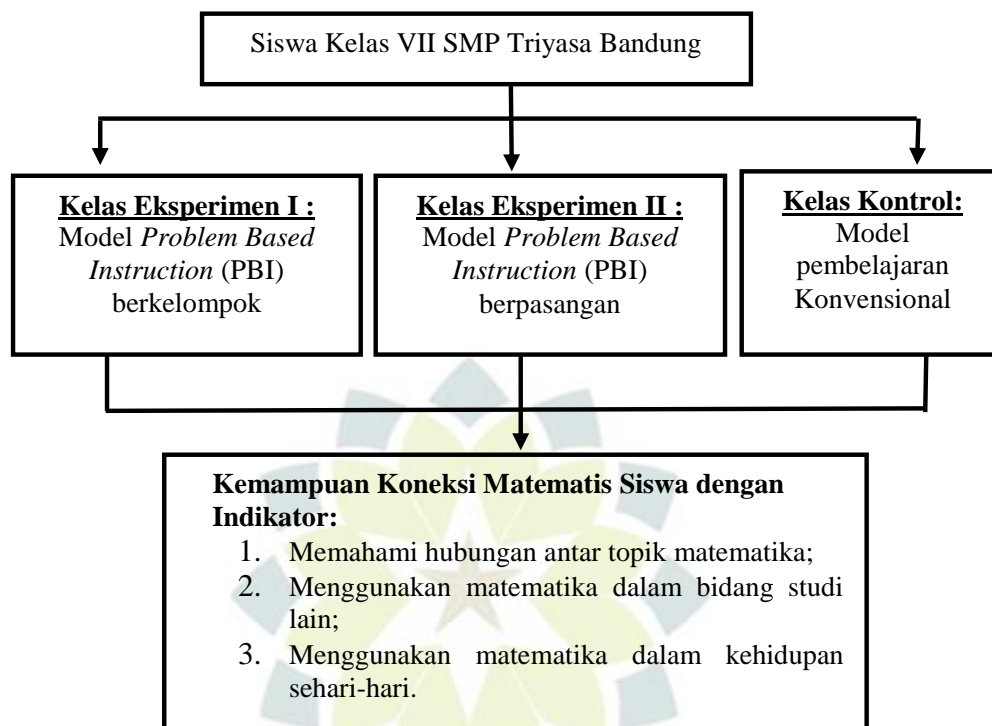 Siswa Kelas VII SMP Triyasa Bandung
Kelas Eksperimen I :
Model Problem Based
Instruction (PBI)
berkelompok
Kelas Eksperimen II :
Model Problem Based
Instruction (PBI)
berpasangan
Kelas Kontrol:
Model
pembelajaran
Konvensional
Kemampuan Koneksi Matematis Siswa dengan
Indikator:
1. Memahami hubungan antar topik matematika;
2. Menggunakan matematika dalam bidang studi
lain;
3. Menggunakan matematika dalam kehidupan
sehari-hari.